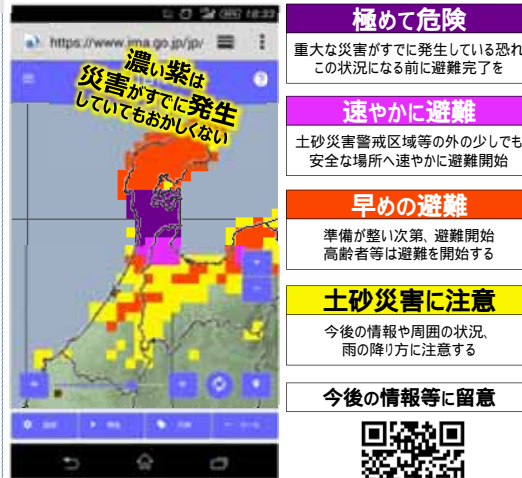 18:33
https://www.jma.go.jp/jp/
濃い紫は
災害がすでに発生
していてもおかしくない
極めて危険
重大な災害がすでに発生している恐れ
この状況になる前に避難完了を
速やかに避難
土砂災害警戒区域等の外の少しでも
安全な場所へ速やかに避難開始
早めの避難
準備が整い次第、避難開始
高齢者等は避難を開始する
土砂災害に注意
今後の情報や周囲の状況、
雨の降り方に注意する
今後の情報等に留意